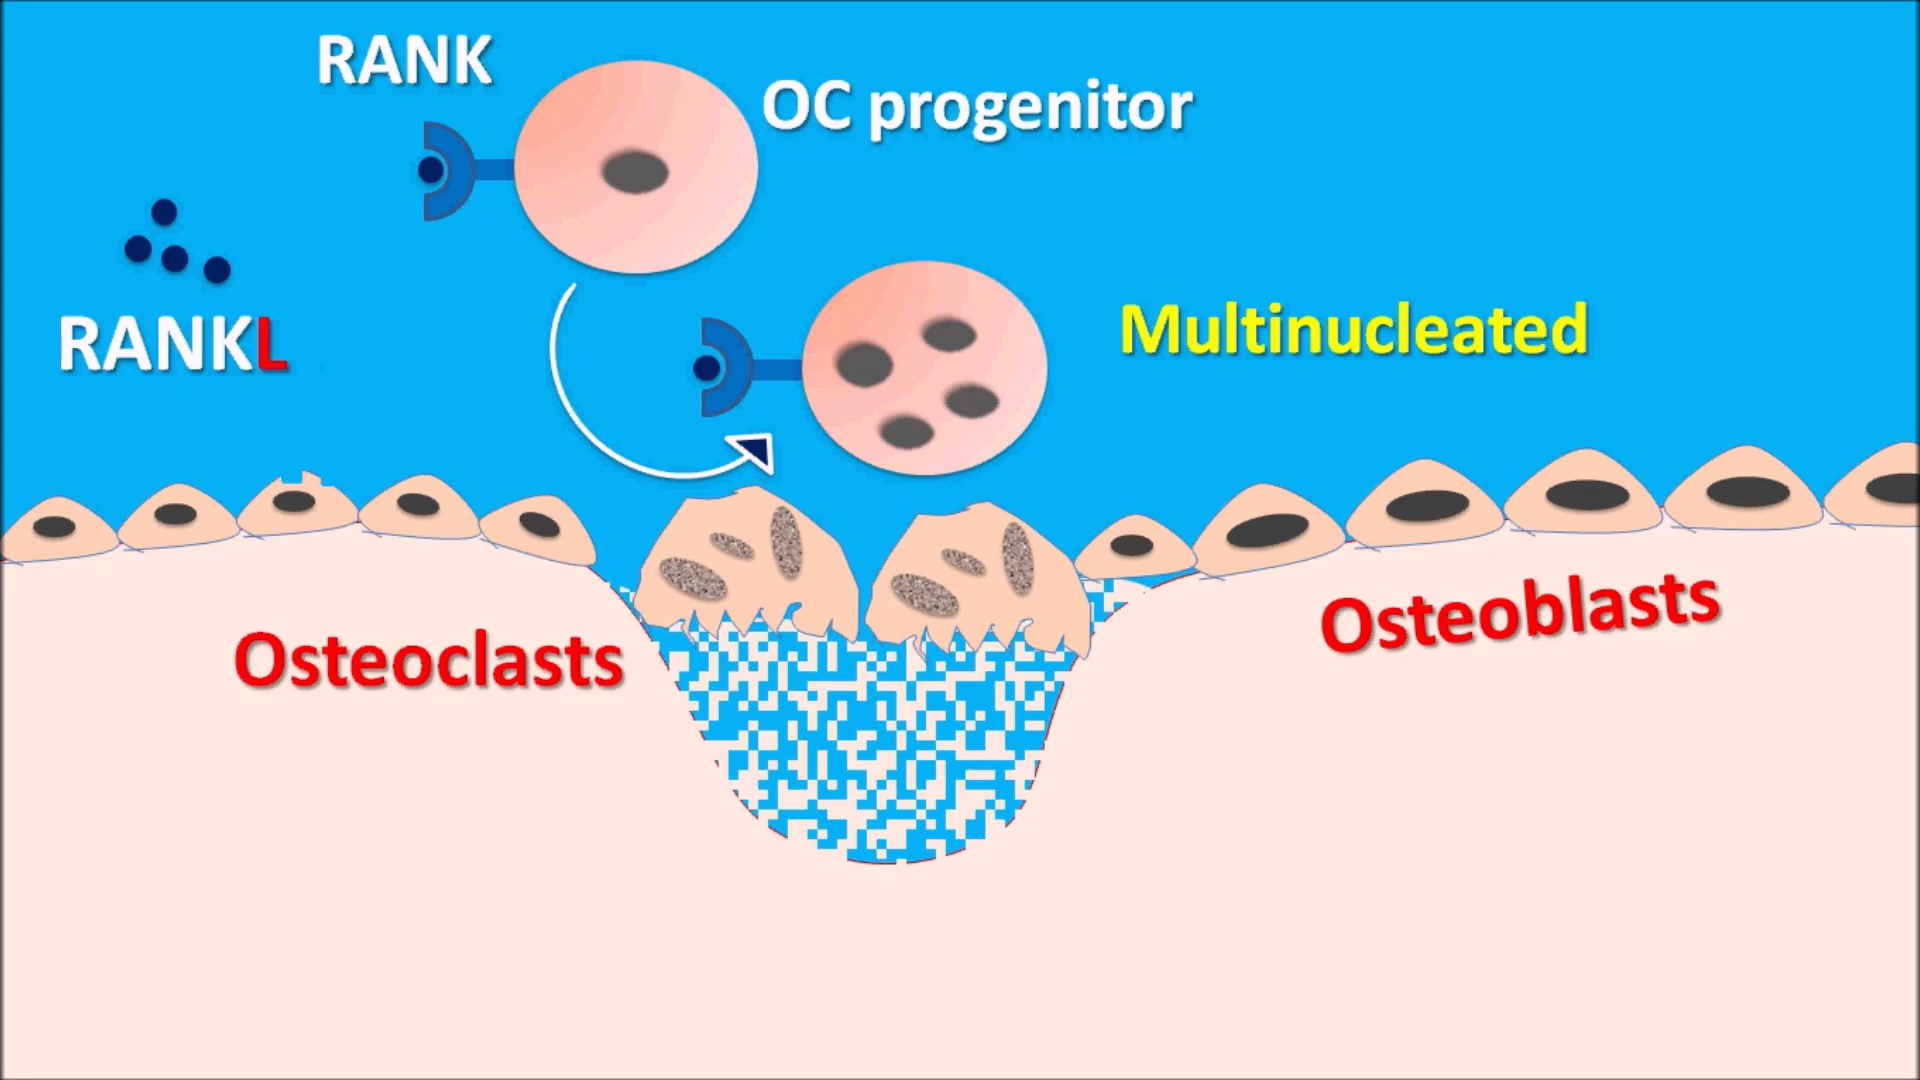 RANK
OC progenitor
RANKL
Multinucleated
Osteoclasts
Osteoblasts